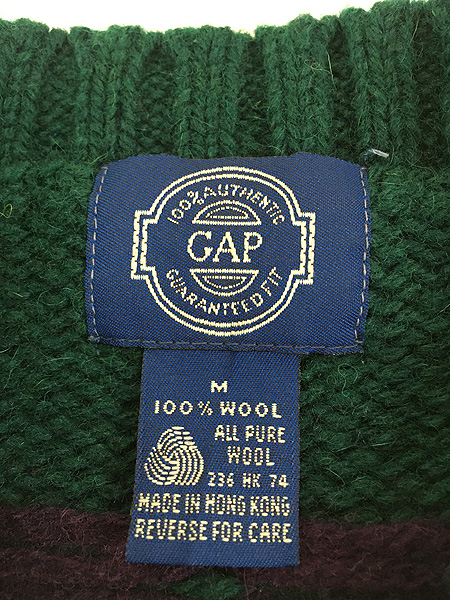 100% AUTHENTIC
GAP
GUARANTEED FIT
M
100% WOOL
ALL PURE
WOOL
236 HK 74
MADE IN HONG KONG
REVERSE FOR CARE